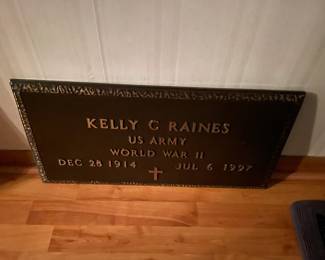 KELLY C RAINES
US ARMY
WORLD WAR II
DEC 28 1914 JUL 6 1997